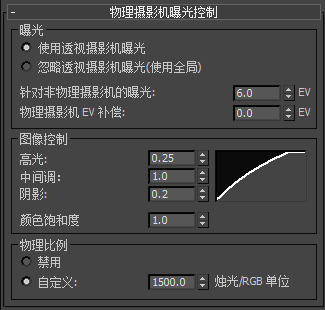 - 物理摄影机曝光控制
曝光
使用透视摄影机曝光
忽略透视摄影机曝光(使用全局)
针对非物理摄影机的曝光: 6.0 EV
物理摄影机 EV 补偿: 0.0 EV
图像控制
高光: 0.25
中间调: 1.0
阴影: 0.2
颜色饱和度 1.0
物理比例
禁用
自定义: 1500.0 烛光/RGB 单位